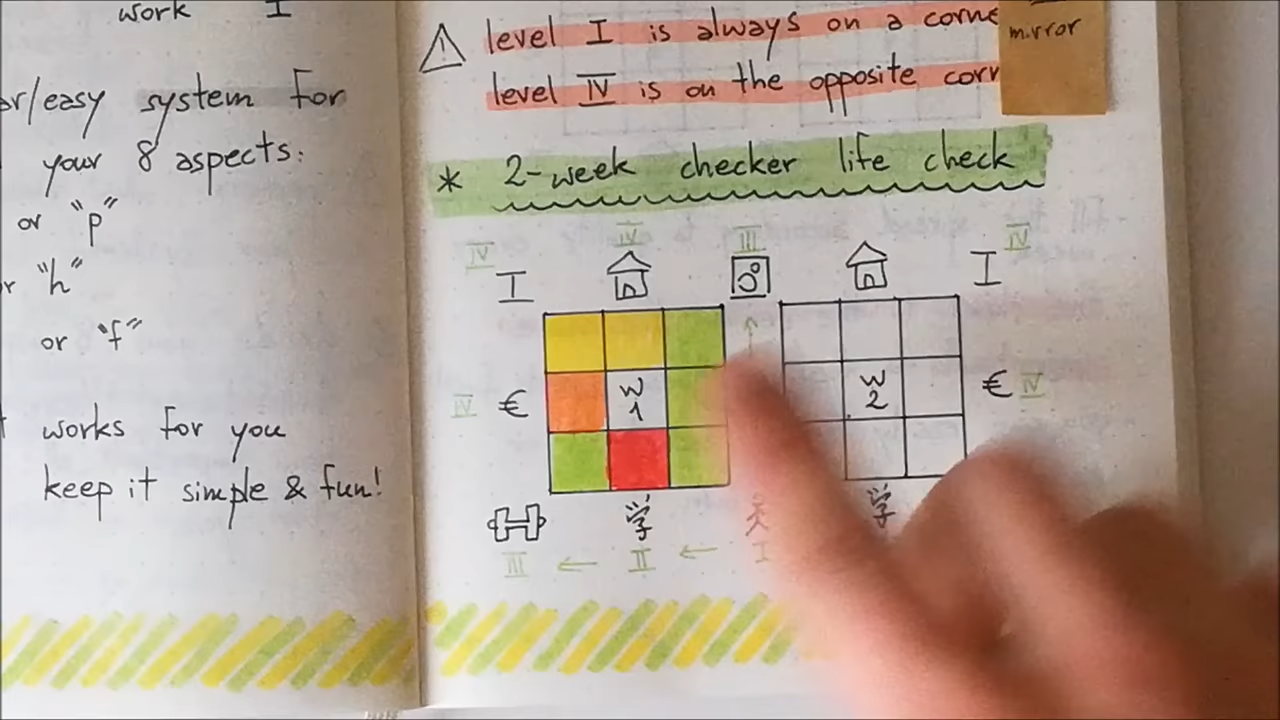 work I
or/easy system for
your 8 aspects:
or "p"
"h"
or "f"
works for you
keep it simple & fun!
level I is always on a
level IV is on the opposite
mirror
* 2-week checker life check
IV IV III IV
I I
€ W 1 W 2 € IV
IV
学 学
III ← II ← I